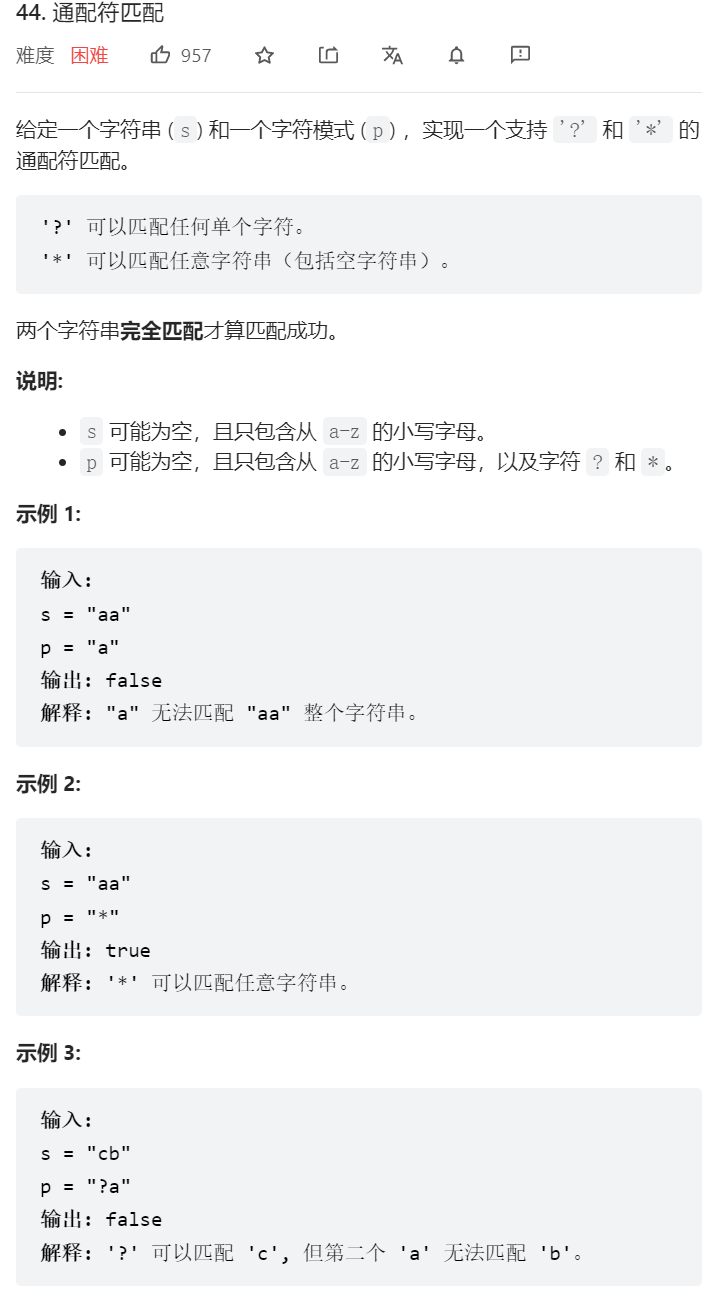 44. 通配符匹配
难度 困难 957
给定一个字符串 (s) 和一个字符模式 (p) ，实现一个支持 '?' 和 '*' 的
通配符匹配。
'?' 可以匹配任何单个字符。
'*' 可以匹配任意字符串（包括空字符串）。
两个字符串完全匹配才算匹配成功。
说明:
• s 可能为空，且只包含从 a-z 的小写字母。
• p 可能为空，且只包含从 a-z 的小写字母，以及字符 ? 和 *。
示例 1:
输入:
s = "aa"
p = "a"
输出: false
解释: "a" 无法匹配 "aa" 整个字符串。
示例 2:
输入:
s = "aa"
p = "*"
输出: true
解释: '*' 可以匹配任意字符串。
示例 3:
输入:
s = "cb"
p = "?a"
输出: false
解释: '?' 可以匹配 'c', 但第二个 'a' 无法匹配 'b'。